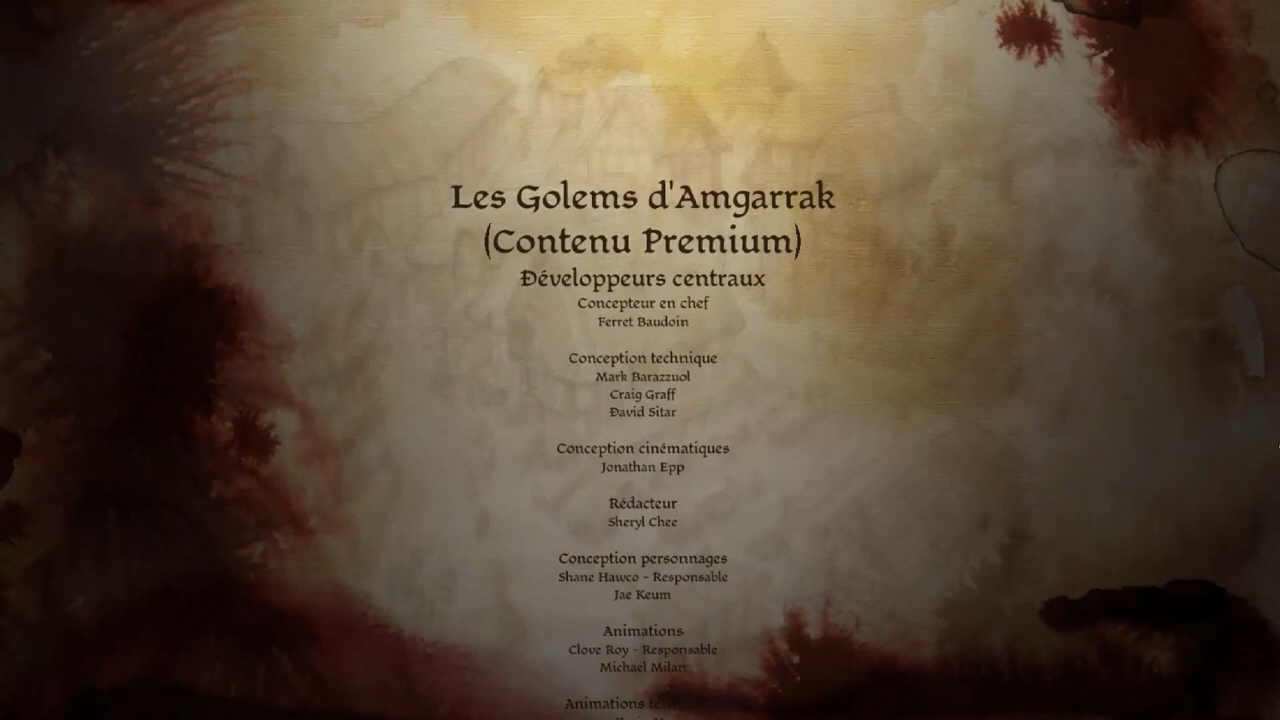 Les Golems d'Amgarrak
(Contenu Premium)
Développeurs centraux
Concepteur en chef
Ferret Baudoin
Conception technique
Mark Barazzuol
Craig Graff
David Sitar
Conception cinématiques
Jonathan Epp
Rédacteur
Sheryl Chee
Conception personnages
Shane Hawco - Responsable
Jae Keum
Animations
Clove Roy - Responsable
Michael Milan
Animations